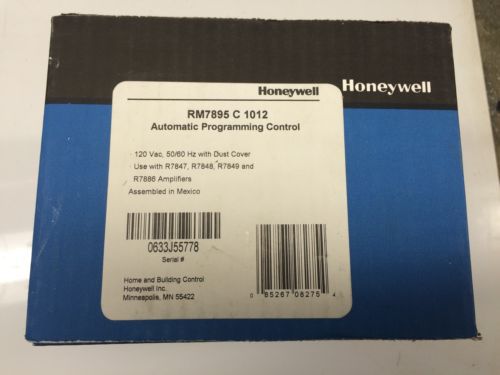 Honeywell
Honeywell
RM7895 C 1012
Automatic Programming Control
120 Vac, 50/60 Hz with Dust Cover
Use with R7847, R7848, R7849 and
R7886 Amplifiers
Assembled in Mexico
0633J55778
Serial #
Home and Building Control
Honeywell Inc.
Minneapolis, MN 55422
0 85267 08275 4